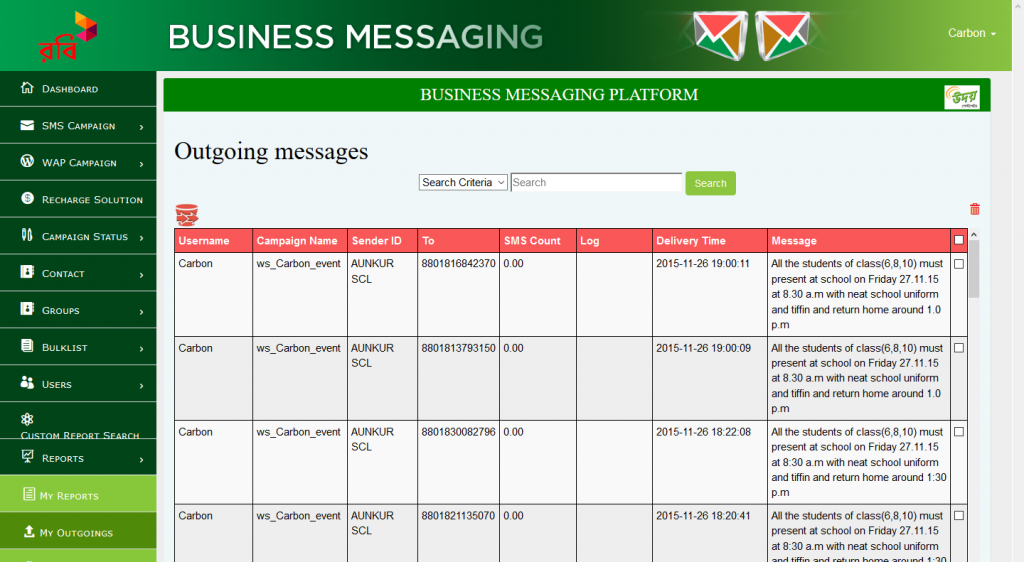 রবি
BUSINESS MESSAGING
Carbon
DASHBOARD
SMS CAMPAIGN
WAP CAMPAIGN
RECHARGE SOLUTION
CAMPAIGN STATUS
CONTACT
GROUPS
BULKLIST
USERS
CUSTOM REPORT SEARCH
REPORTS
MY REPORTS
MY OUTGOINGS
BUSINESS MESSAGING PLATFORM
উদয়
Outgoing messages
Search Criteria Search Search
Username Campaign Name Sender ID To SMS Count Log Delivery Time Message
Carbon ws_Carbon_event AUNKUR 8801816842370 0.00 2015-11-26 19:00:11 All the students of class(6,8,10) must
SCL present at school on Friday 27.11.15
at 8.30 a.m with neat school uniform
and tiffin and return home around 1.0
p.m
Carbon ws_Carbon_event AUNKUR 8801813793150 0.00 2015-11-26 19:00:09 All the students of class(6,8,10) must
SCL present at school on Friday 27.11.15
at 8.30 a.m with neat school uniform
and tiffin and return home around 1.0
p.m
Carbon ws_Carbon_event AUNKUR 8801830082796 0.00 2015-11-26 18:22:08 All the students of class(6,8,10) must
SCL present at school on Friday 27.11.15
at 8:30 a.m with neat school uniform
and tiffin and return home around 1:30
p.m
Carbon ws_Carbon_event AUNKUR 8801821135070 0.00 2015-11-26 18:20:41 All the students of class(6,8,10) must
SCL present at school on Friday 27.11.15
at 8:30 a.m with neat school uniform
and tiffin and return home around 1:30